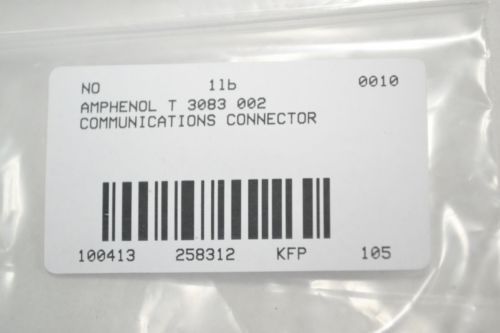 NO 1lb 0010
AMPHENOL T 3083 002
COMMUNICATIONS CONNECTOR
100413 258312 KFP 105